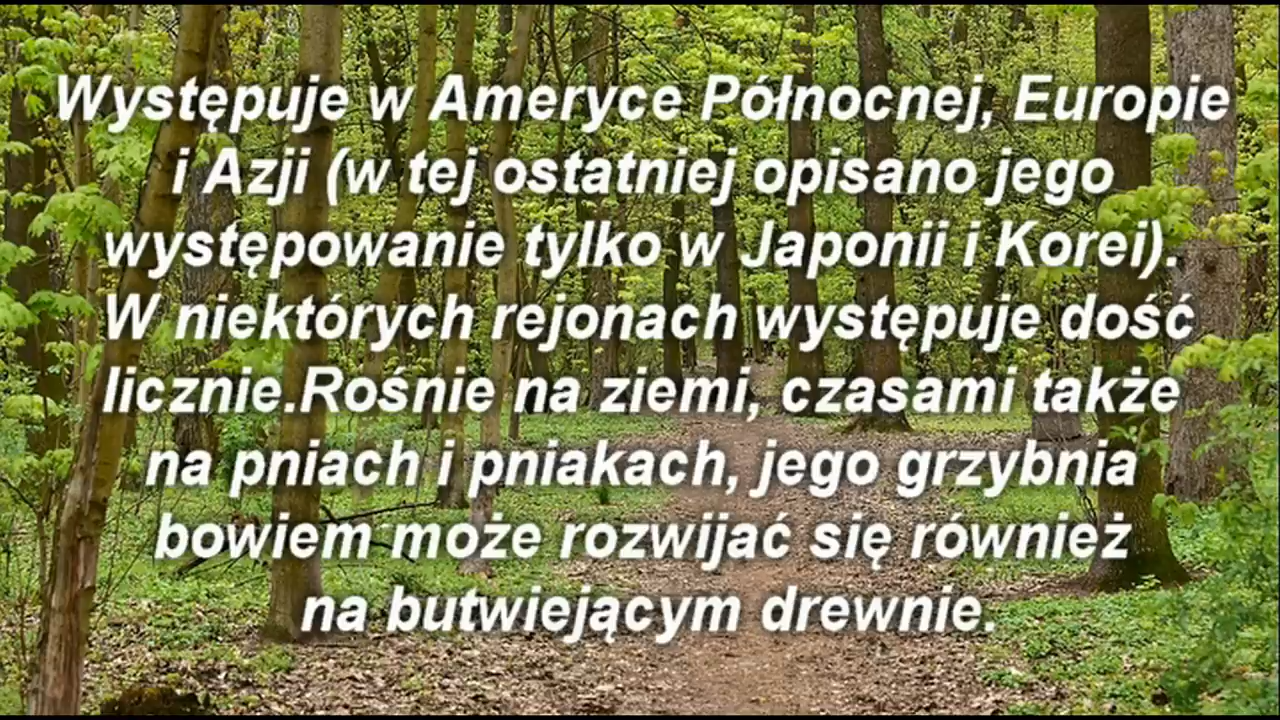 Występuje w Ameryce Północnej, Europie
i Azji (w tej ostatniej opisano jego
występowanie tylko w Japonii i Korei).
W niektórych rejonach występuje dość
licznie.Rośnie na ziemi, czasami także
na pniach i pniakach, jego grzybnia
bowiem może rozwijać się również
na butwiejącym drewnie.